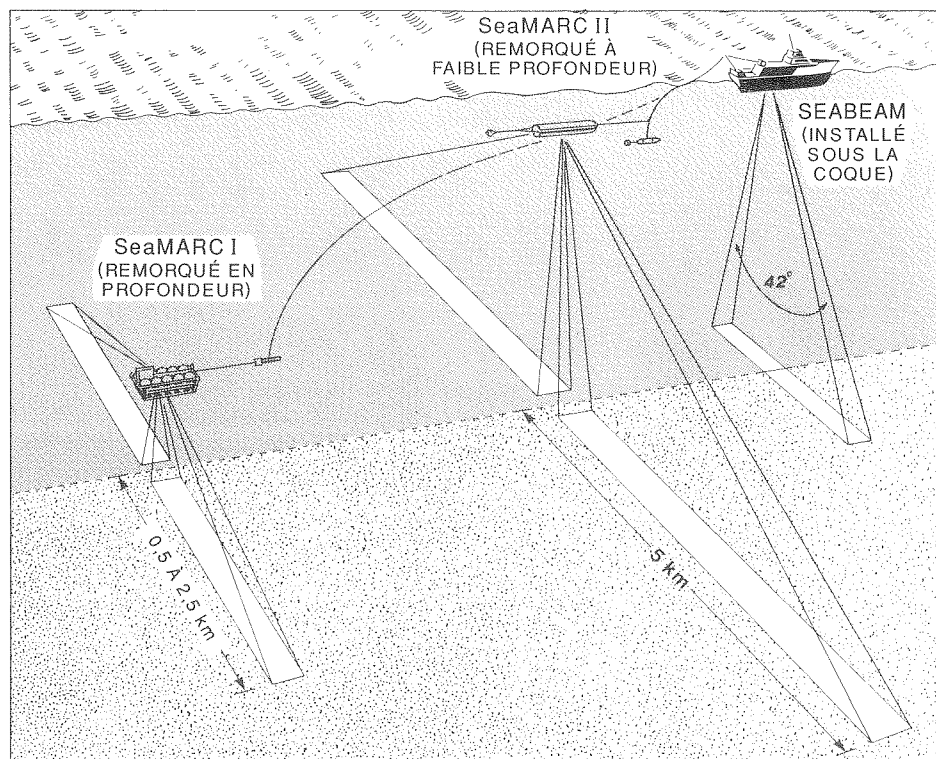 SeaMARC II
(REMORQUÉ À
FAIBLE PROFONDEUR)
SEABEAM
(INSTALLÉ
SOUS LA
COQUE)
SeaMARC I
(REMORQUÉ EN
PROFONDEUR)
42°
0,5 À 2,5 km
5 km